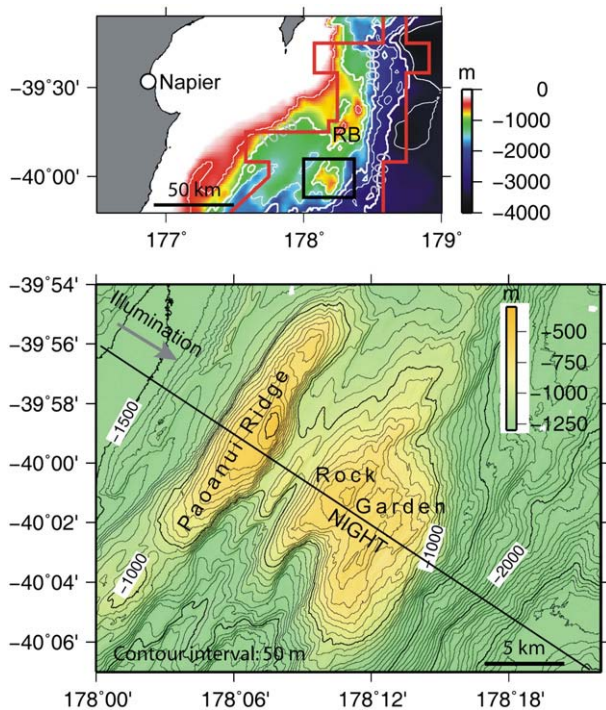 m
0
−1000
−2000
−3000
−4000
−39˚30'
−40˚00'
Napier
RB
50 km
177˚
178˚
179˚
−39˚54'
−39˚56'
−39˚58'
−40˚00'
−40˚02'
−40˚04'
−40˚06'
Illumination
m
−500
−750
−1000
−1250
−1500
Paoanui Ridge
Rock
Garden
NIGHT
−1000
−1000
−2000
Contour interval: 50 m
5 km
178˚00'
178˚06'
178˚12'
178˚18'